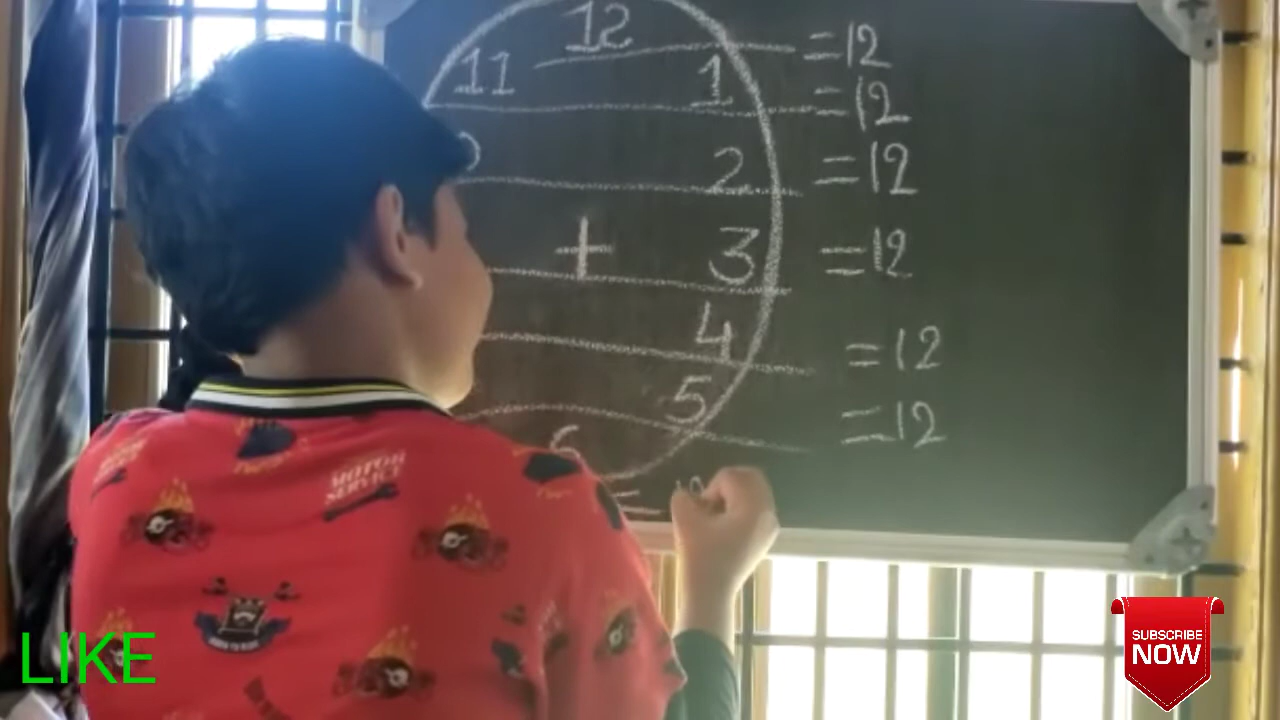 12 = 12
11 1 = 12
2 = 12
+ 3 = 12
4 = 12
5 = 12
6
=
MOTOR
SERVICE
LIKE
SUBSCRIBE
NOW